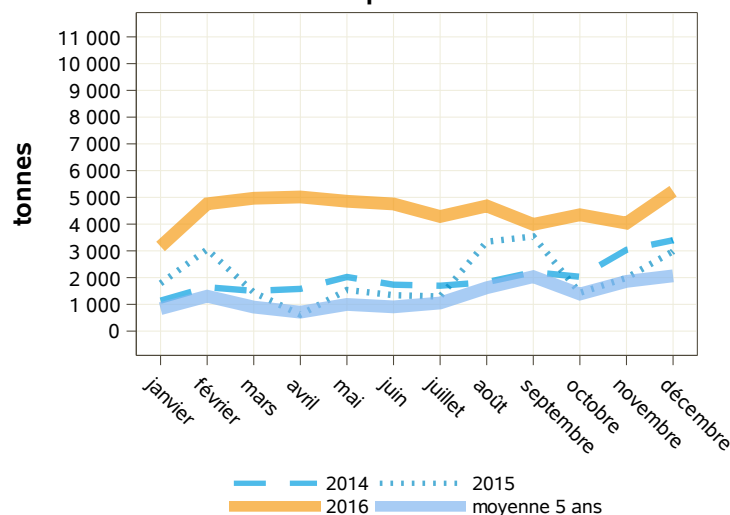 tonnes
11 000
10 000
9 000
8 000
7 000
6 000
5 000
4 000
3 000
2 000
1 000
0
janvier
février
mars
avril
mai
juin
juillet
août
septembre
octobre
novembre
décembre
2014 2015
2016 moyenne 5 ans